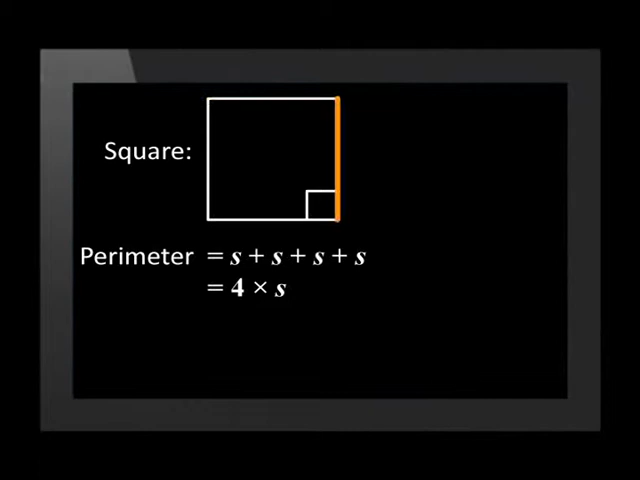 Square:
Perimeter = s + s + s + s
= 4 × s